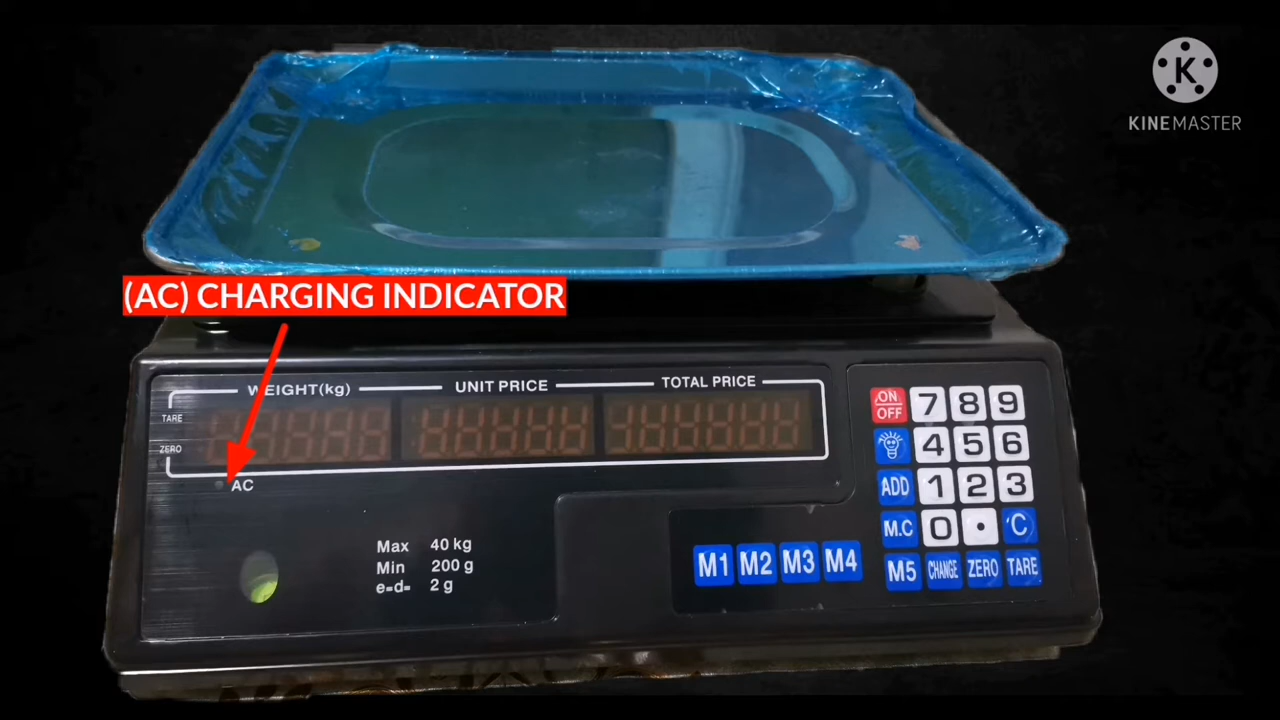 K
KINEMASTER
(AC) CHARGING INDICATOR
WEIGHT(kg) UNIT PRICE TOTAL PRICE
TARE
ZERO
AC
Max 40 kg
Min 200 g
e=d= 2 g
ON OFF 7 8 9
4 5 6
ADD 1 2 3
M.C 0 • 'C
M1 M2 M3 M4 M5 CHANGE ZERO TARE